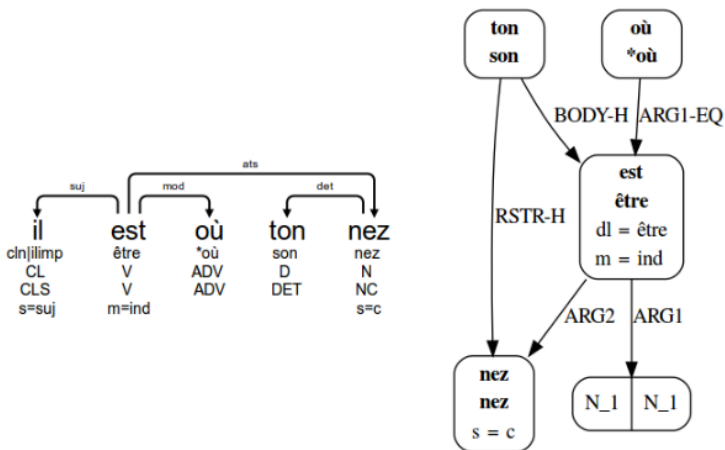 ats
suj mod det
il est où ton nez
cln|ilimp être *où son nez
CL V ADV D N
CLS V ADV DET NC
s=suj m=ind s=c
ton
son
où
*où
BODY-H ARG1-EQ
est
être
dl = être
m = ind
RSTR-H
ARG2 ARG1
nez
nez
s = c
N_1 N_1